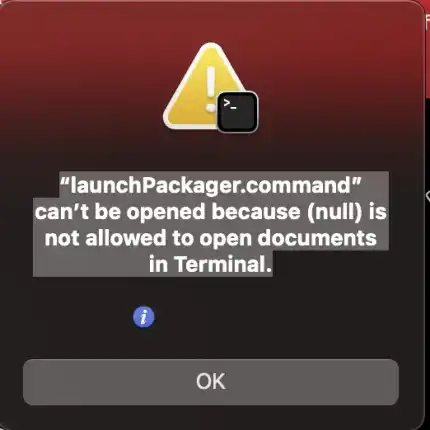 >_
“launchPackager.command”
can’t be opened because (null) is
not allowed to open documents
in Terminal.
i
OK